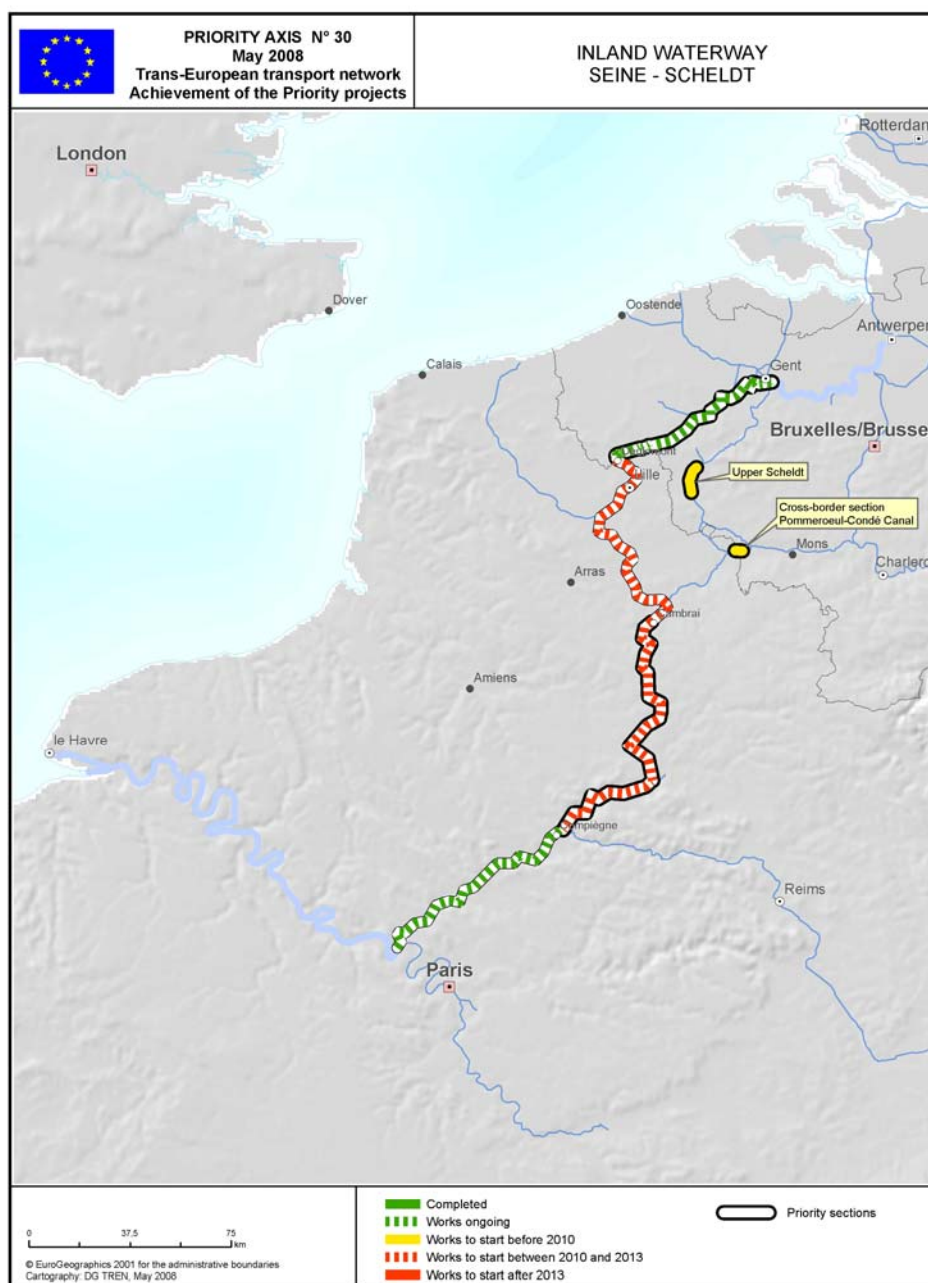 PRIORITY AXIS N° 30
May 2008
Trans-European transport network
Achievement of the Priority projects
INLAND WATERWAY
SEINE - SCHELDT
Rotterdam
London
Dover
Oostende
Antwerpen
Calais
Gent
Bruxelles/Brusse
Lille
Upper Scheldt
Cross-border section
Pommeroeul-Condé Canal
Mons
Charlero
Arras
Cambrai
Amiens
le Havre
Compiègne
Reims
Paris
0 37,5 75
km
© EuroGeographics 2001 for the administrative boundaries
Cartography: DG TREN, May 2008
Completed
Works ongoing
Works to start before 2010
Works to start between 2010 and 2013
Works to start after 2013
Priority sections